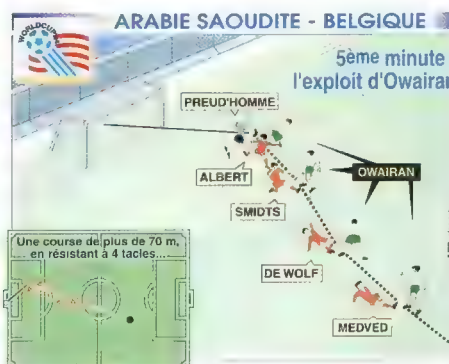 WORLDCUP
ARABIE SAOUDITE - BELGIQUE
5ème minute
l'exploit d'Owairan
PREUD'HOMME
ALBERT
OWAIRAN
SMIDTS
Une course de plus de 70 m,
en résistant à 4 tacles...
DE WOLF
MEDVED